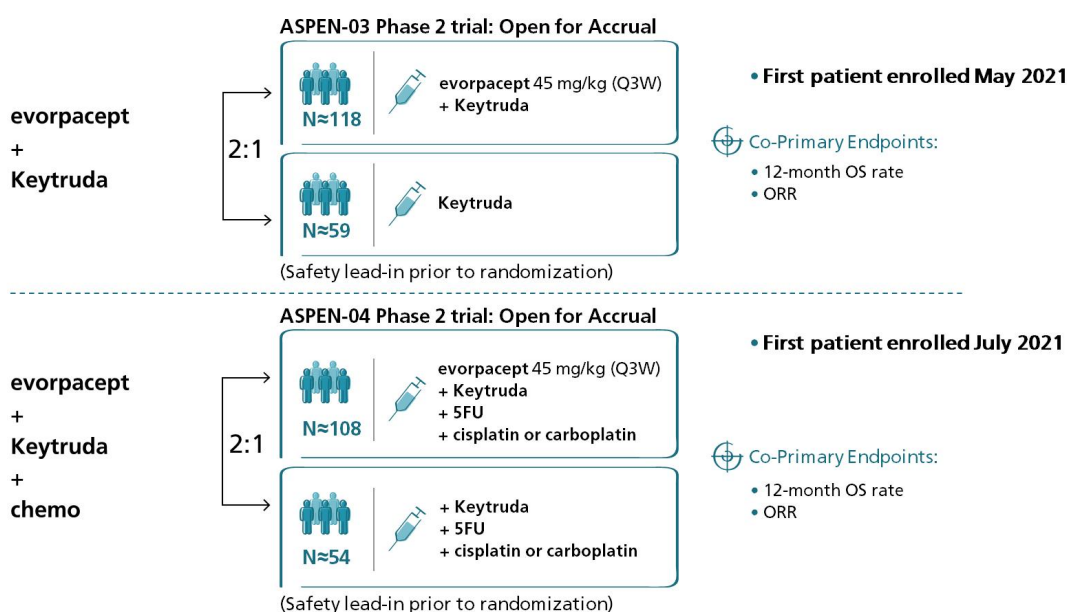 ASPEN-03 Phase 2 trial: Open for Accrual
evorpacept
+
Keytruda
2:1
N≈118
evorpacept 45 mg/kg (Q3W)
+ Keytruda
N≈59
Keytruda
(Safety lead-in prior to randomization)
• First patient enrolled May 2021
Co-Primary Endpoints:
• 12-month OS rate
• ORR
ASPEN-04 Phase 2 trial: Open for Accrual
evorpacept
+
Keytruda
+
chemo
2:1
N≈108
evorpacept 45 mg/kg (Q3W)
+ Keytruda
+ 5FU
+ cisplatin or carboplatin
N≈54
+ Keytruda
+ 5FU
+ cisplatin or carboplatin
(Safety lead-in prior to randomization)
• First patient enrolled July 2021
Co-Primary Endpoints:
• 12-month OS rate
• ORR